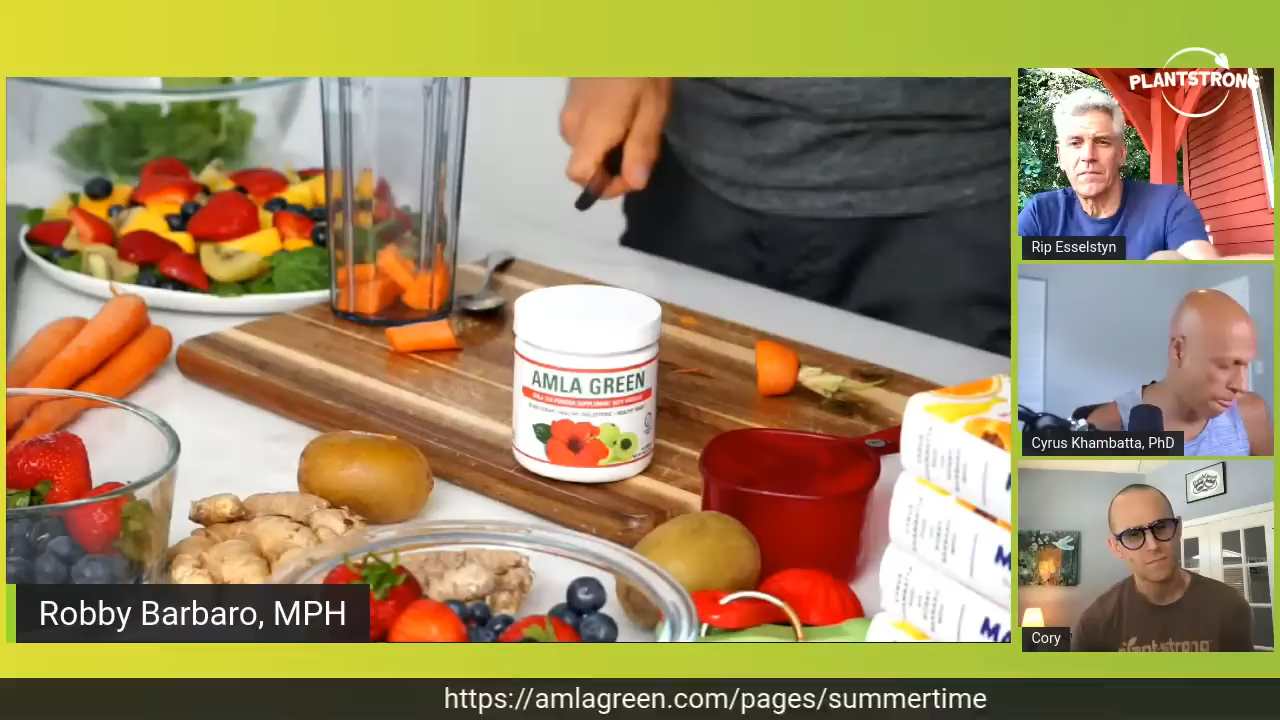 PLANTSTRONG
Rip Esselstyn
Cyrus Khambatta, PhD
Cory
AMLA GREEN
Robby Barbaro, MPH
https://amlagreen.com/pages/summertime